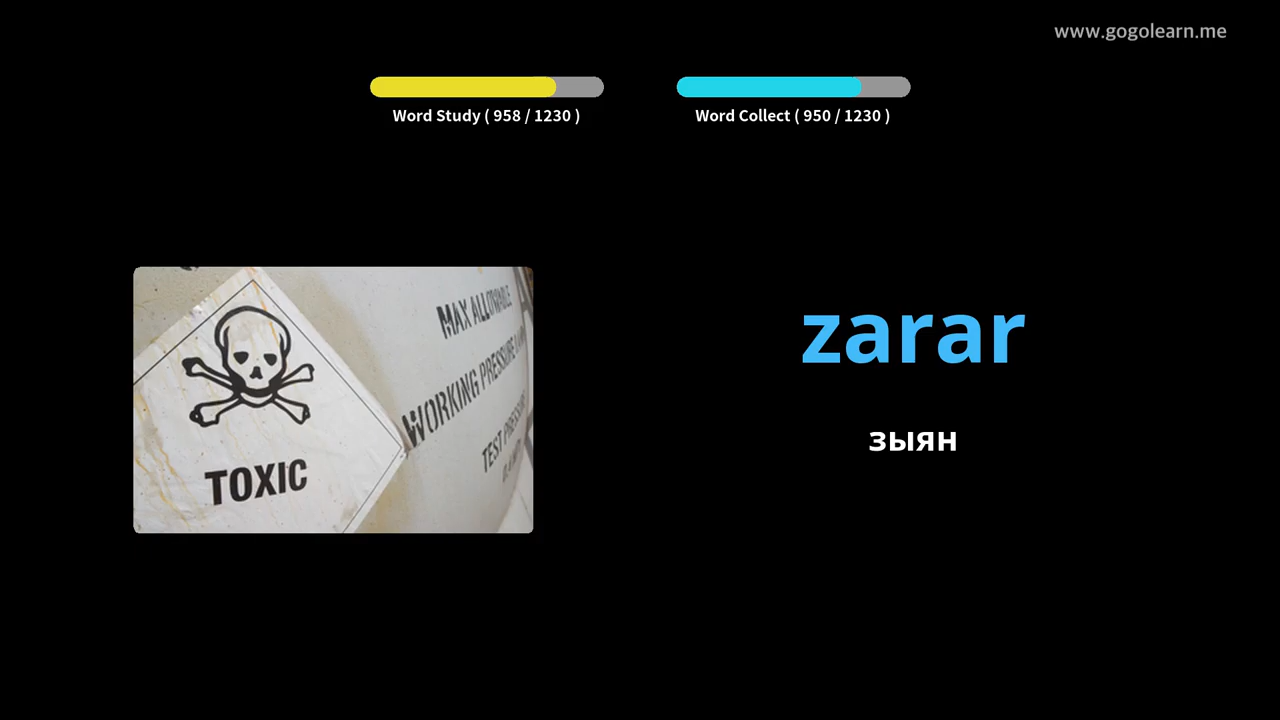 www.gogolearn.me
Word Study ( 958 / 1230 )
Word Collect ( 950 / 1230 )
MAX ALLOWABLE
WORKING PRESSURE
TEST PRESSURE
TOXIC
zarar
зыян